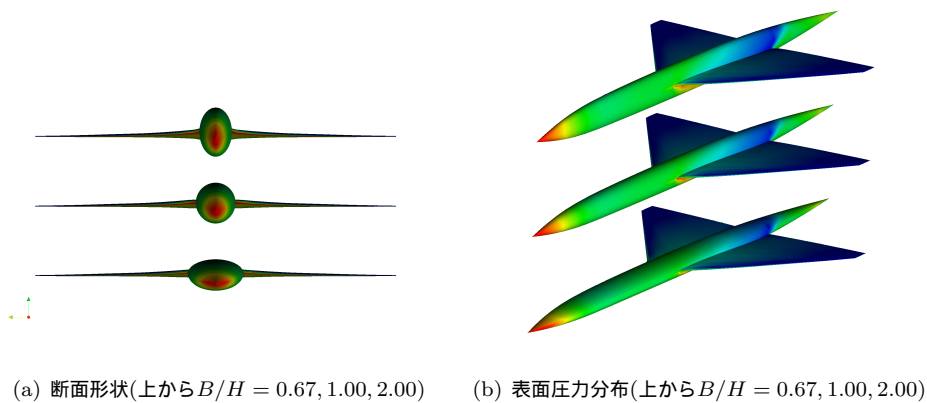 (a) 断面形状(上からB/H = 0.67, 1.00, 2.00)
(b) 表面圧力分布(上からB/H = 0.67, 1.00, 2.00)